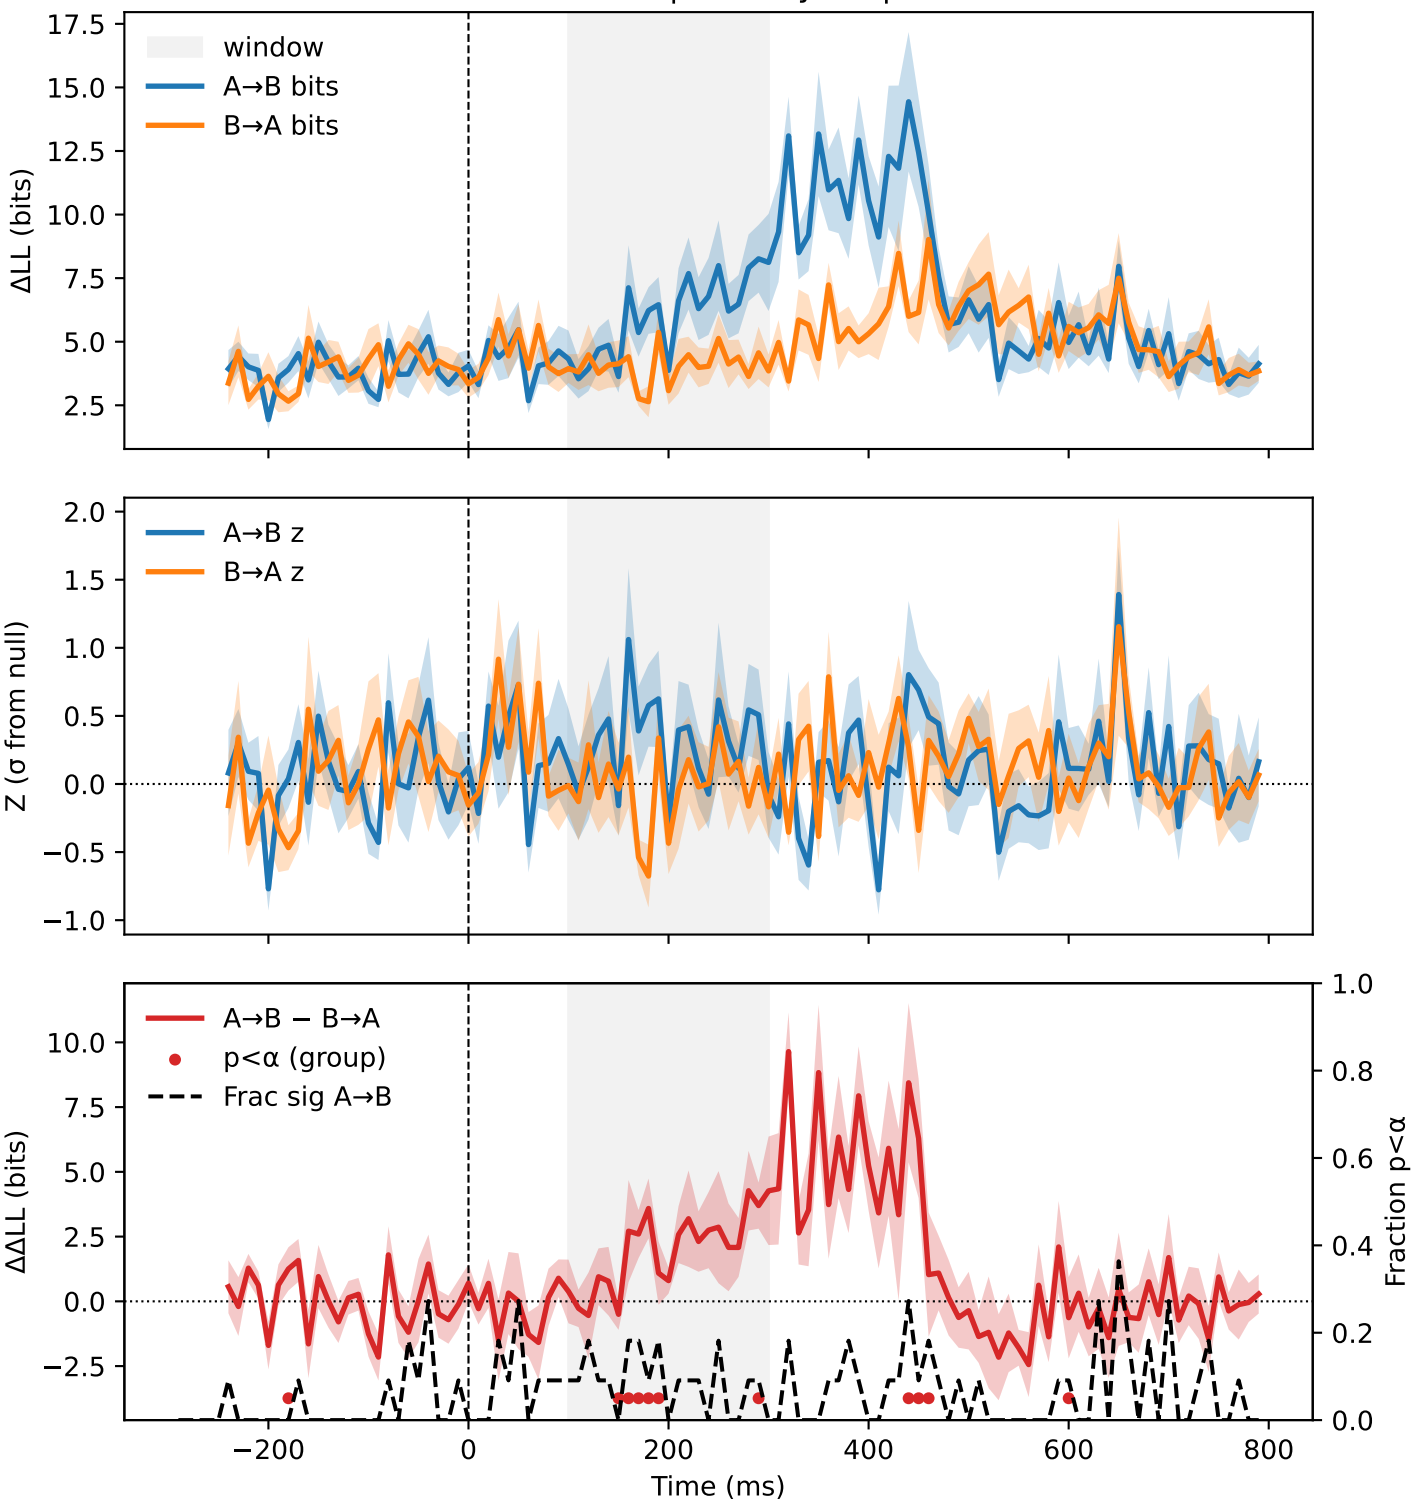 17.5
15.0
12.5
10.0
7.5
5.0
2.5
ΔLL (bits)
window
A→B bits
B→A bits
2.0
1.5
1.0
0.5
0.0
−0.5
−1.0
Z (σ from null)
A→B z
B→A z
10.0
7.5
5.0
2.5
0.0
−2.5
ΔΔLL (bits)
A→B − B→A
p<α (group)
Frac sig A→B
1.0
0.8
0.6
0.4
0.2
0.0
Fraction p<α
−200
0
200
400
600
800
Time (ms)